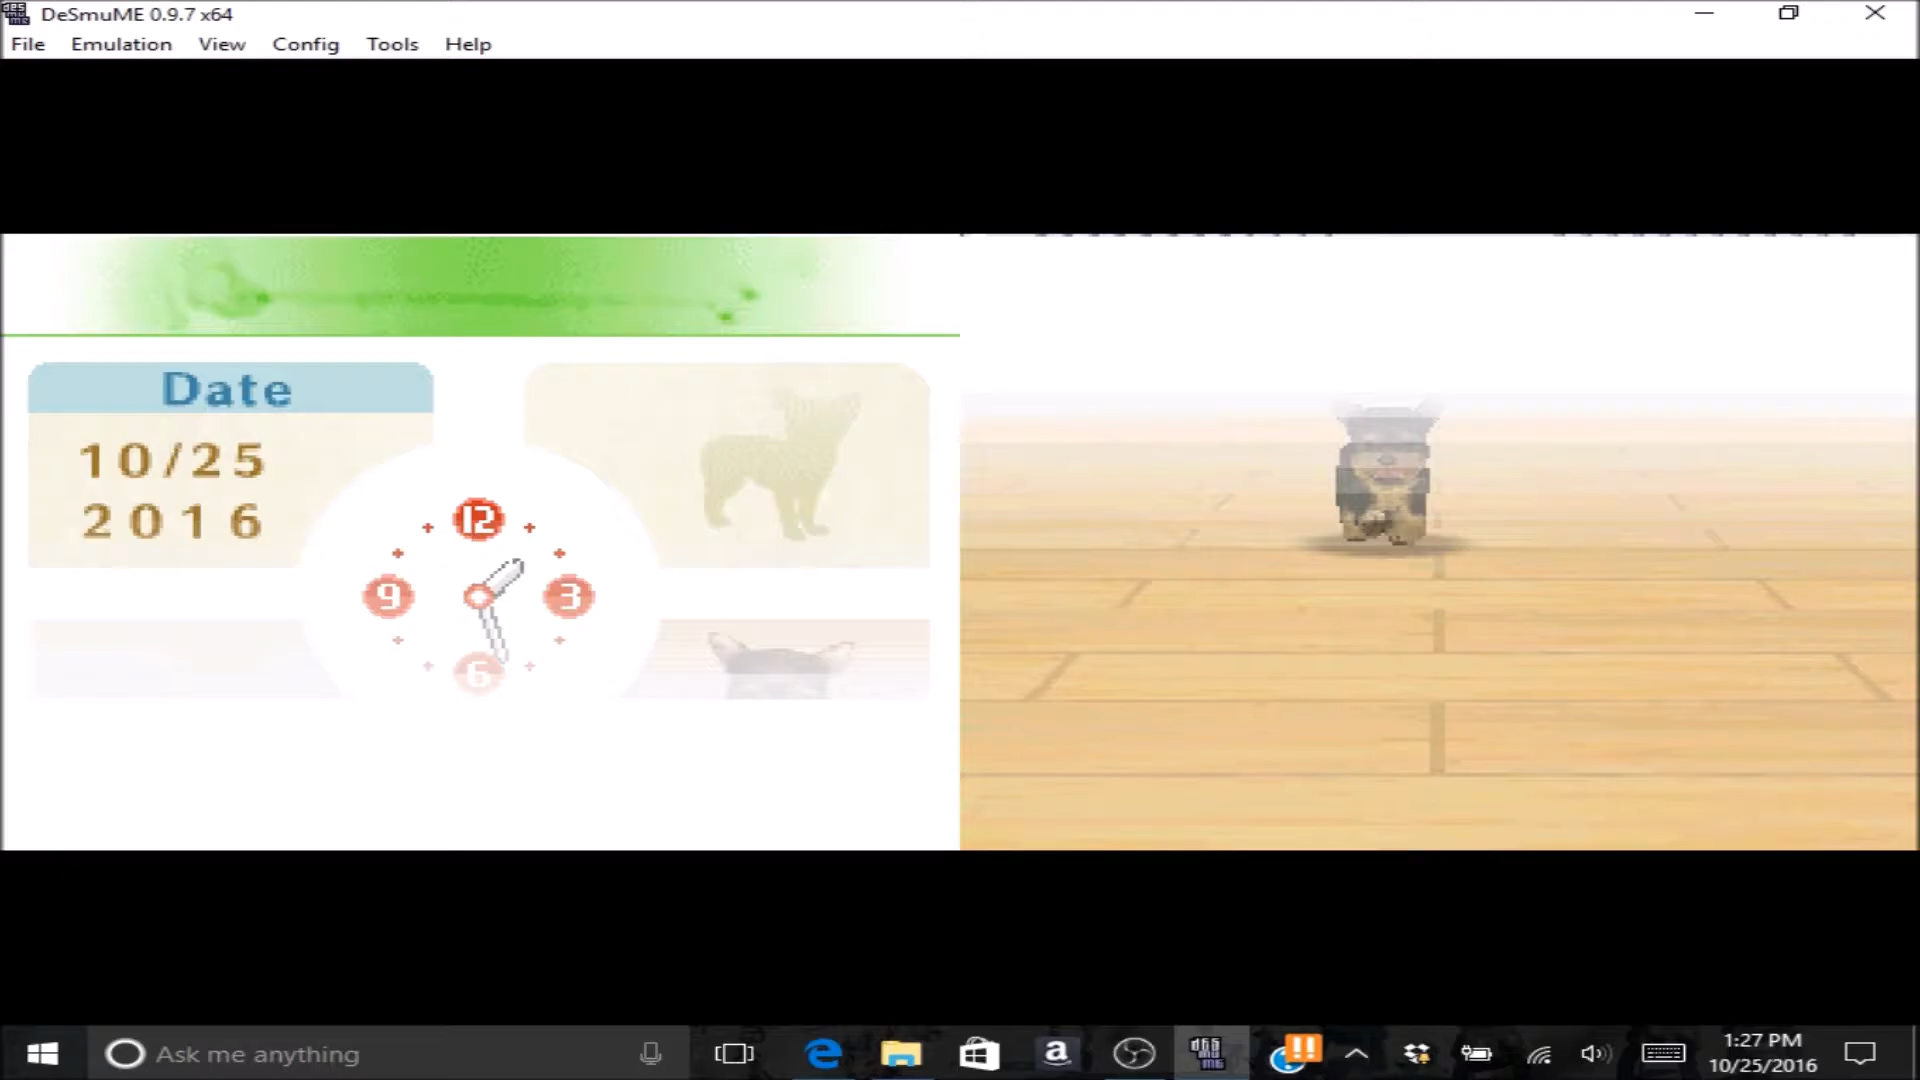 DeSmuME 0.9.7 x64
File Emulation View Config Tools Help
Date
10/25
2016
12
9 3
6
Ask me anything
1:27 PM
10/25/2016